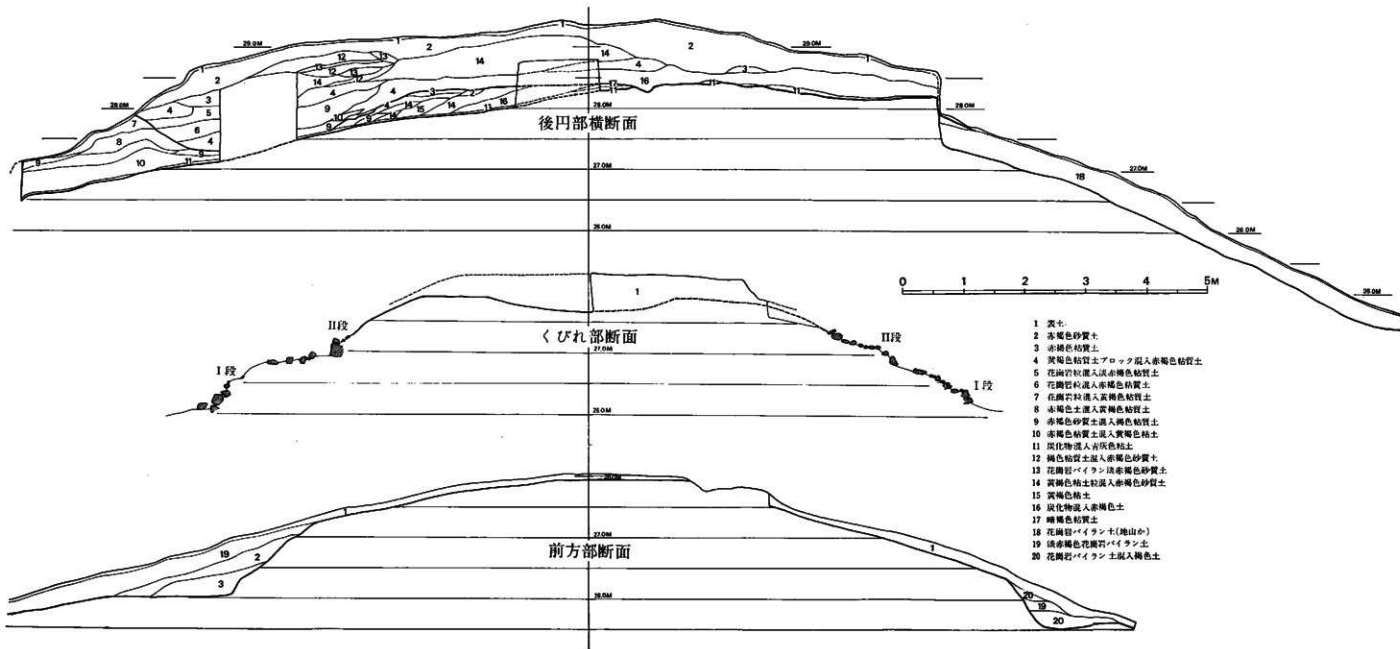 1
29.0M
2
1
29.0M
28.0M
28.0M
後円部横断面
27.0M
27.0M
18
26.0M
26.0M
0 1 2 3 4 5M
1
II段
II段
くびれ部断面
27.0M
I段
I段
前方部断面
27.0M
19
2
3
1
20
19
20
1 表土
2 赤褐色砂質土
3 赤褐色粘質土
4 黄褐色粘質土ブロック混入赤褐色粘質土
5 花崗岩粒混入淡赤褐色粘質土
6 花崗岩粒混入赤褐色粘質土
7 花崗岩粒混入黄褐色粘質土
8 赤褐色土混入黄褐色粘質土
9 赤褐色砂質土混入褐色粘質土
10 赤褐色粘質土混入黄褐色粘土
11 炭化物混入青灰色粘土
12 褐色粘質土混入赤褐色砂質土
13 花崗岩バイラン淡赤褐色砂質土
14 黄褐色粘土粒混入赤褐色砂質土
15 黄褐色粘土
16 炭化物混入赤褐色土
17 暗褐色粘質土
18 花崗岩バイラン土(地山か)
19 淡赤褐色花崗岩バイラン土
20 花崗岩バイラン土混入褐色土